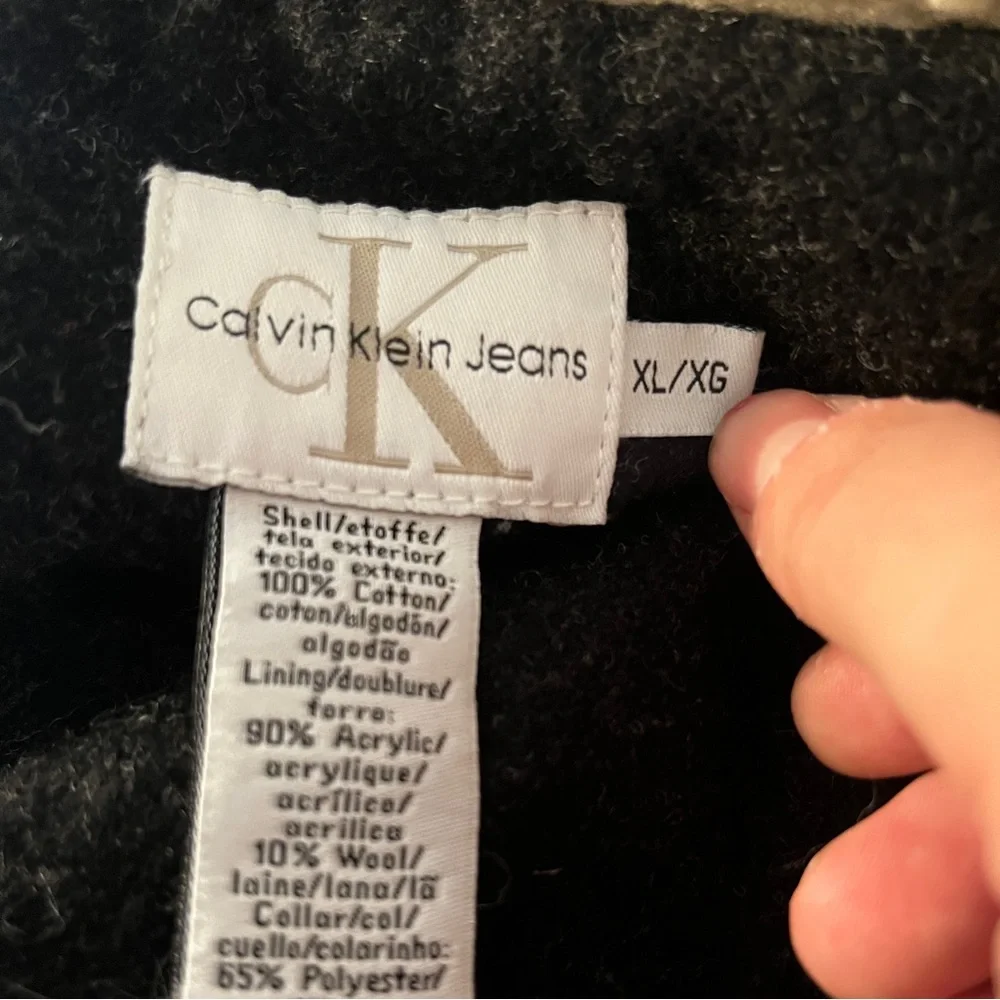 CK
Calvin Klein Jeans
XL/XG
Shell/etoffe/
tela exterior/
tecido externo:
100% Cotton/
coton/algodón/
algodão
Lining/doublure/
forro:
90% Acrylic/
acrylique/
acrílico/
acrilica
10% Wool/
laine/lana/lã
Collar/col/
cuello/colarinho:
65% Polyester/